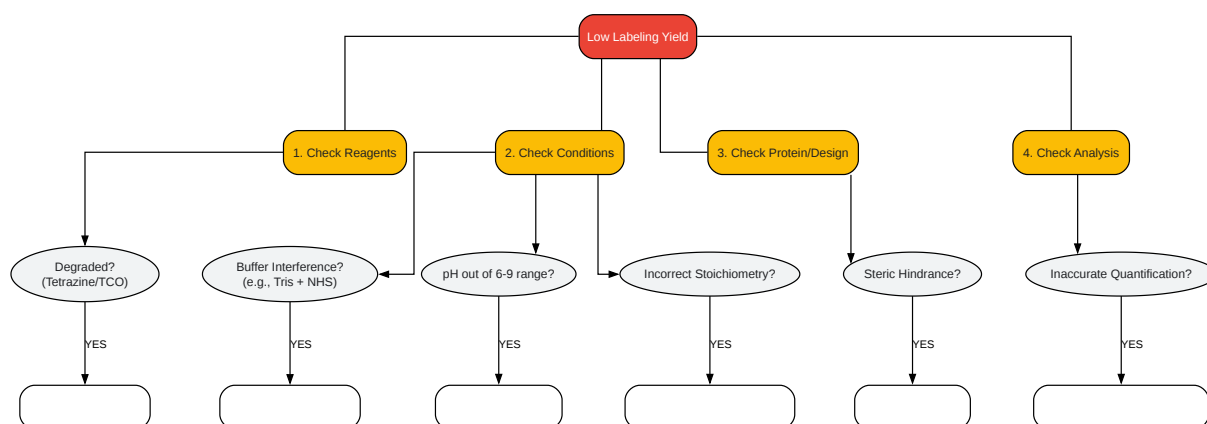 Low Labeling Yield
1. Check Reagents
2. Check Conditions
3. Check Protein/Design
4. Check Analysis
Degraded?
(Tetrazine/TCO)
Buffer Interference?
(e.g., Tris + NHS)
pH out of 6-9 range?
Incorrect Stoichiometry?
Steric Hindrance?
Inaccurate Quantification?
YES
YES
YES
YES
YES
YES